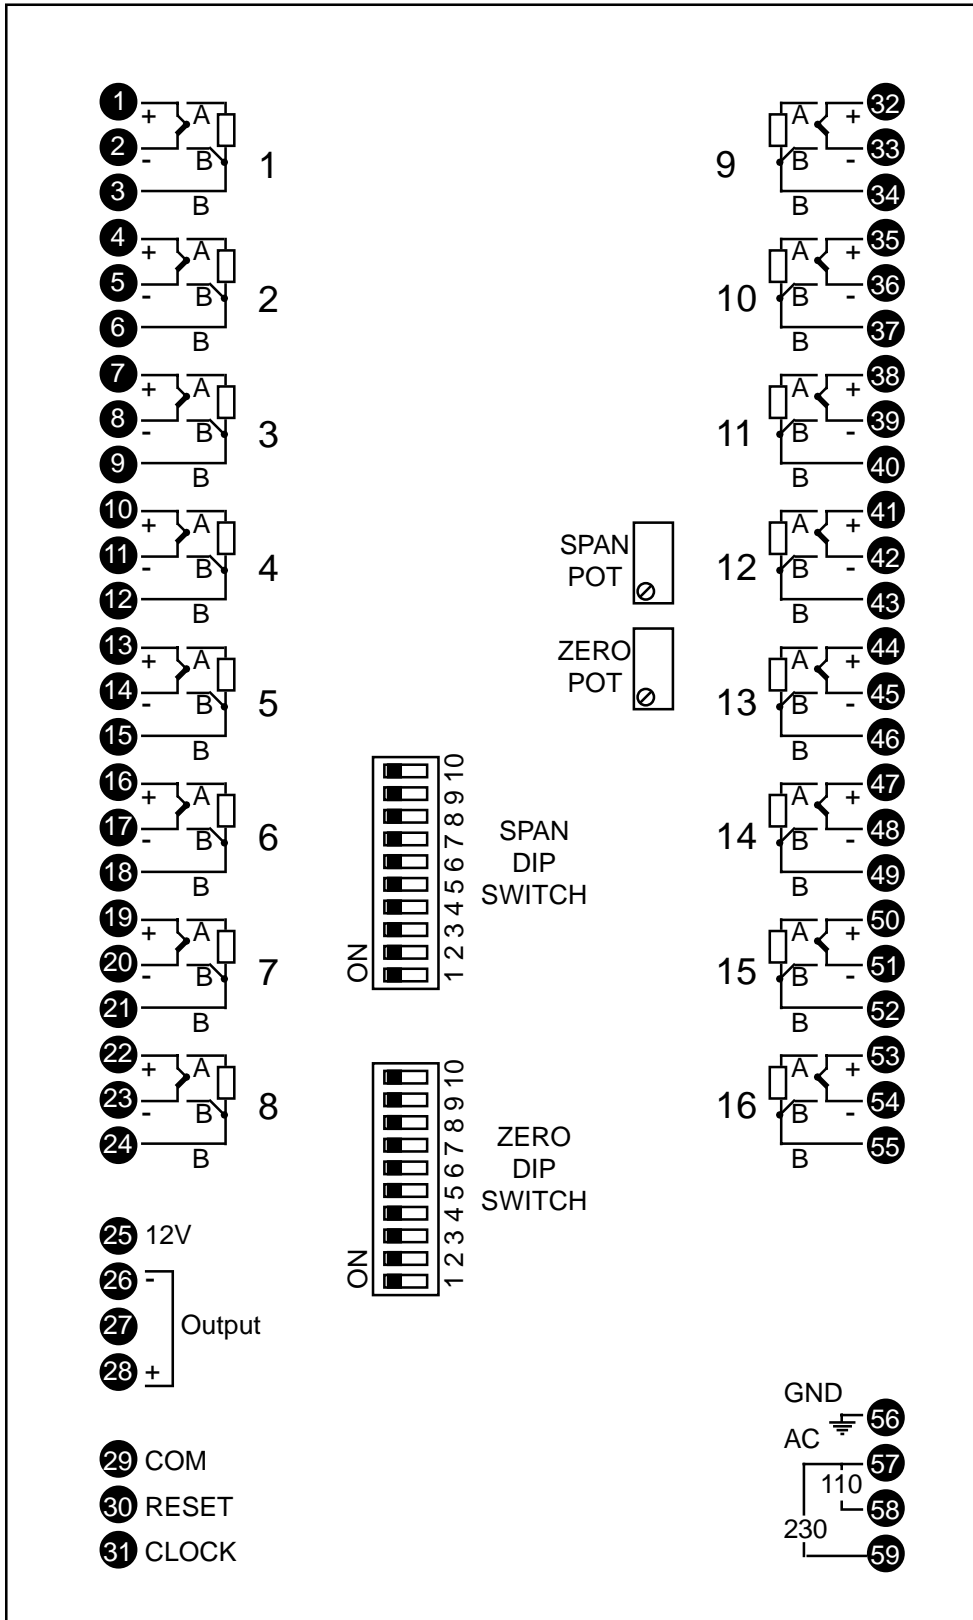 1
+ A
2
- B
1
3
B
4
+ A
5
- B
2
6
B
7
+ A
8
- B
3
9
B
10
+ A
11
- B
4
12
B
13
+ A
14
- B
5
15
B
16
+ A
17
- B
6
18
B
19
+ A
20
- B
7
21
B
22
+ A
23
- B
8
24
B
25 12V
26 -
27 Output
28 +
29 COM
30 RESET
31 CLOCK
SPAN
POT
ZERO
POT
10
9
8
7
6
5
4
3
2
1
ON
SPAN
DIP
SWITCH
10
9
8
7
6
5
4
3
2
1
ON
ZERO
DIP
SWITCH
32
A +
33
B -
9
34
B
35
A +
36
B -
10
37
B
38
A +
39
B -
11
40
B
41
A +
42
B -
12
43
B
44
A +
45
B -
13
46
B
47
A +
48
B -
14
49
B
50
A +
51
B -
15
52
B
53
A +
54
B -
16
55
B
GND
56
AC
57
110
58
230
59